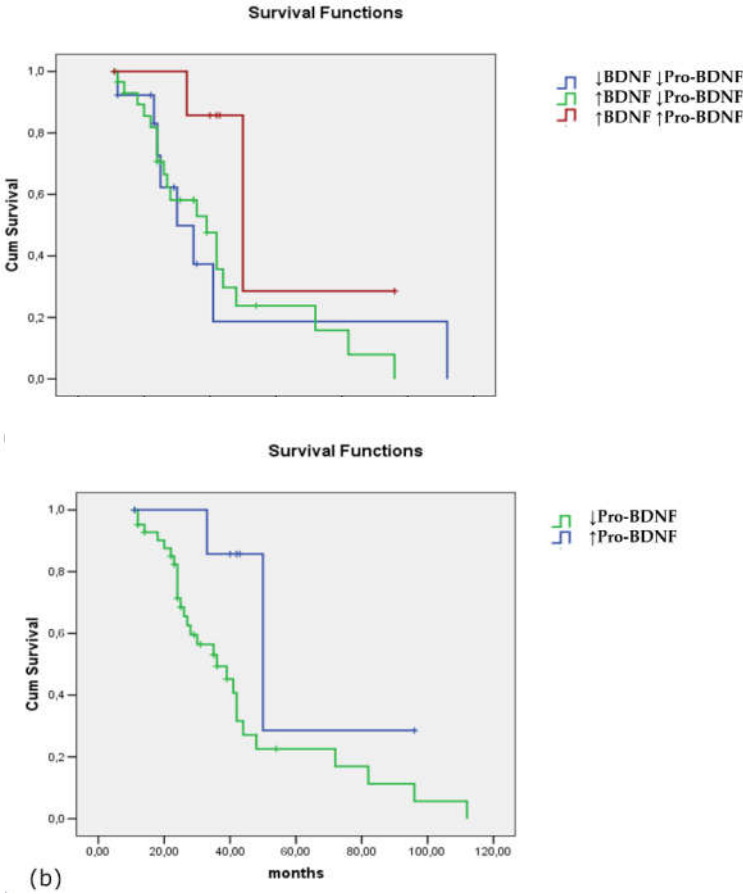 Survival Functions
Cum Survival
1,0
0,8
0,6
0,4
0,2
0,0
↓BDNF ↓Pro-BDNF
↑BDNF ↓Pro-BDNF
↑BDNF ↑Pro-BDNF
Survival Functions
Cum Survival
1,0
0,8
0,6
0,4
0,2
0,0
0,00 20,00 40,00 60,00 80,00 100,00 120,00
months
↓Pro-BDNF
↑Pro-BDNF
(b)